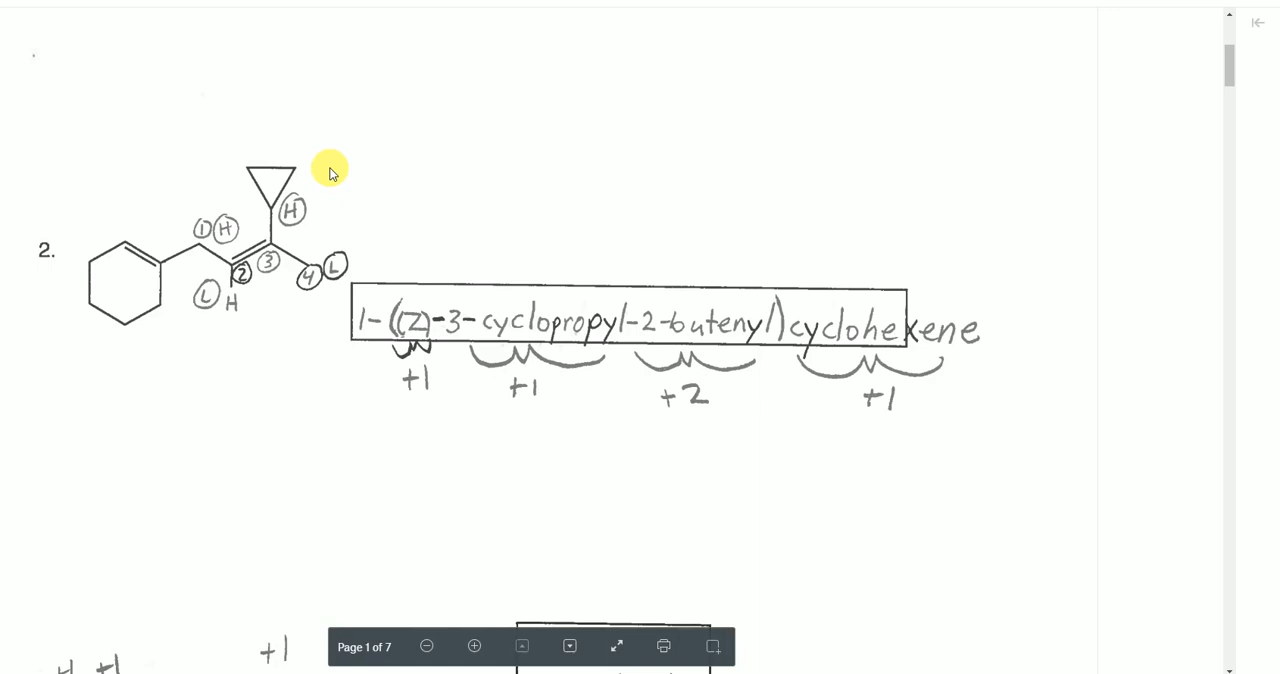 2.
H
① H
③
②
④ L
L
H
1-((Z)-3-cyclopropyl-2-butenyl)cyclohexene
+1 +1 +2 +1
+1
+1
Page 1 of 7